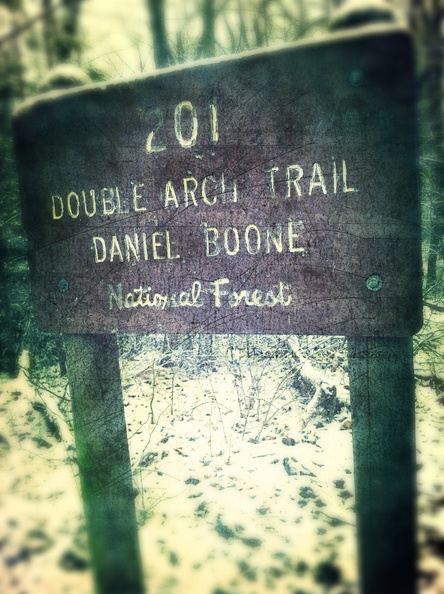 201
DOUBLE ARCH TRAIL
DANIEL BOONE
National Forest